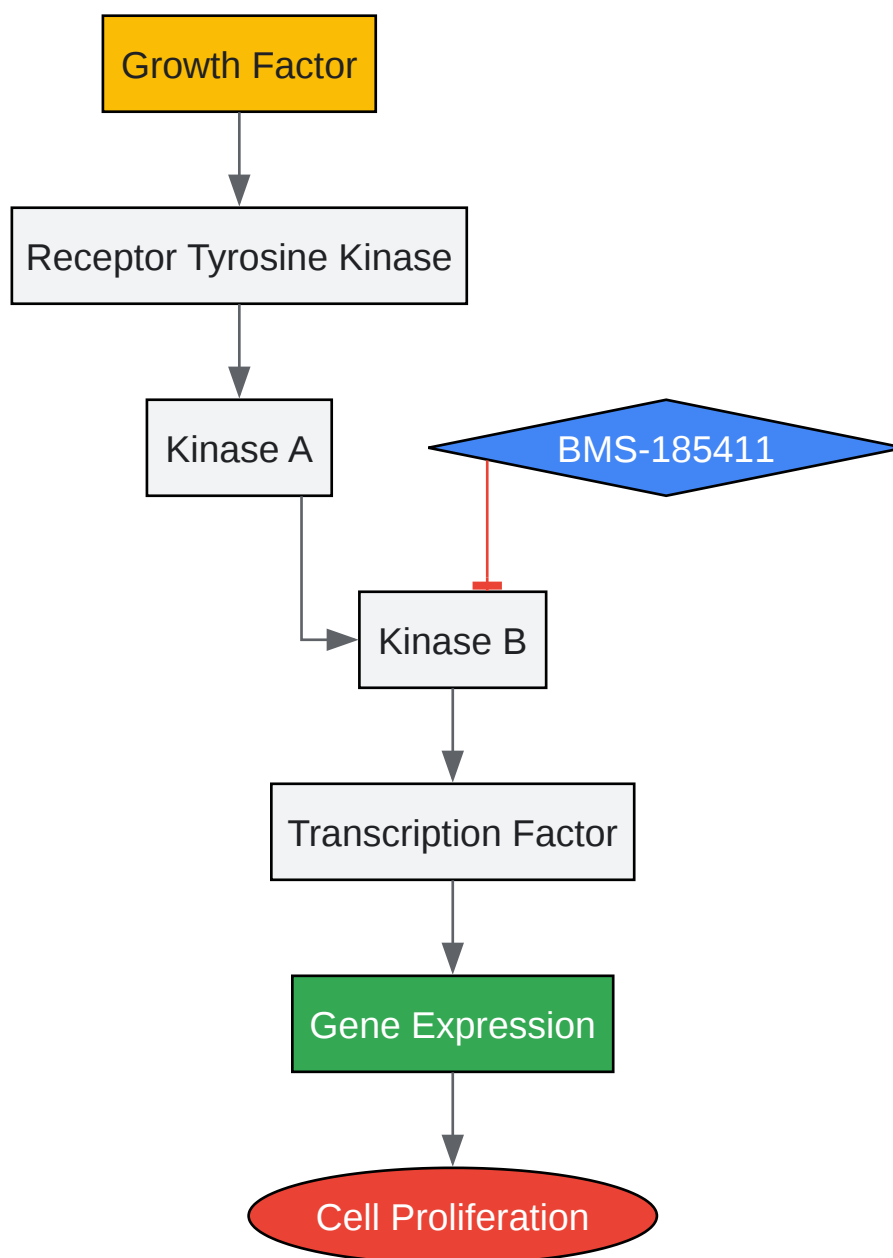 Growth Factor
Receptor Tyrosine Kinase
Kinase A
BMS-185411
Kinase B
Transcription Factor
Gene Expression
Cell Proliferation